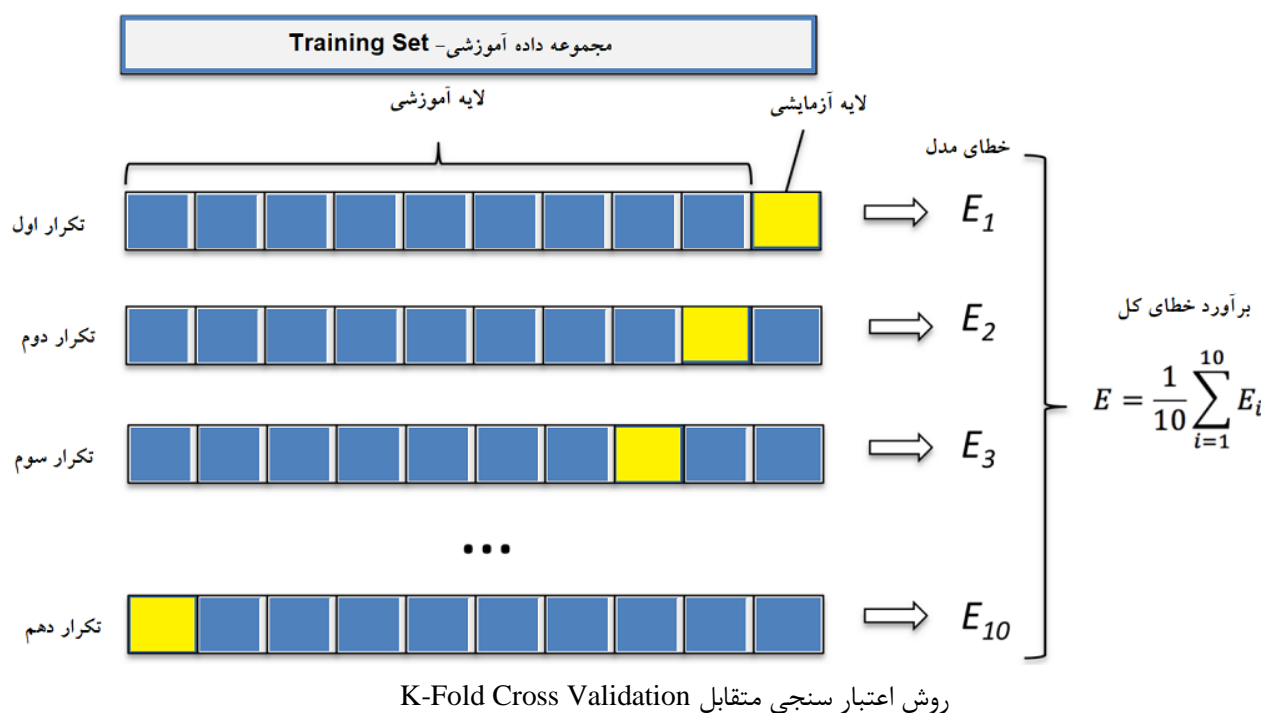 مجموعه داده آموزشی- Training Set
لایه آموزشی
لایه آزمایشی
خطای مدل
تکرار اول
E₁
تکرار دوم
E₂
برآورد خطای کل
E = 1/10 ∑_{i=1}^{10} E_i
تکرار سوم
E₃
...
تکرار دهم
E₁₀
روش اعتبار سنجی متقابل K-Fold Cross Validation